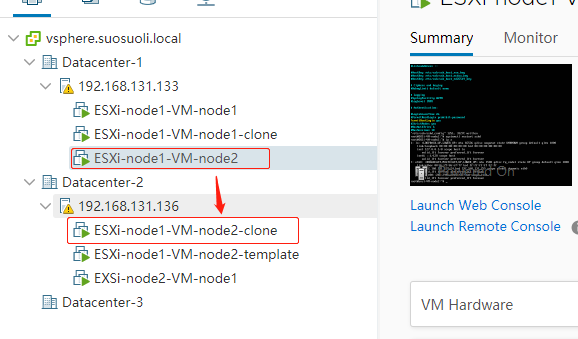 vsphere.suosuoli.local
Datacenter-1
192.168.131.133
ESXi-node1-VM-node1
ESXi-node1-VM-node1-clone
ESXi-node1-VM-node2
Datacenter-2
192.168.131.136
ESXi-node1-VM-node2-clone
ESXi-node1-VM-node2-template
EXSi-node2-VM-node1
Datacenter-3
Summary
Monitor
Launch Web Console
Launch Remote Console
VM Hardware